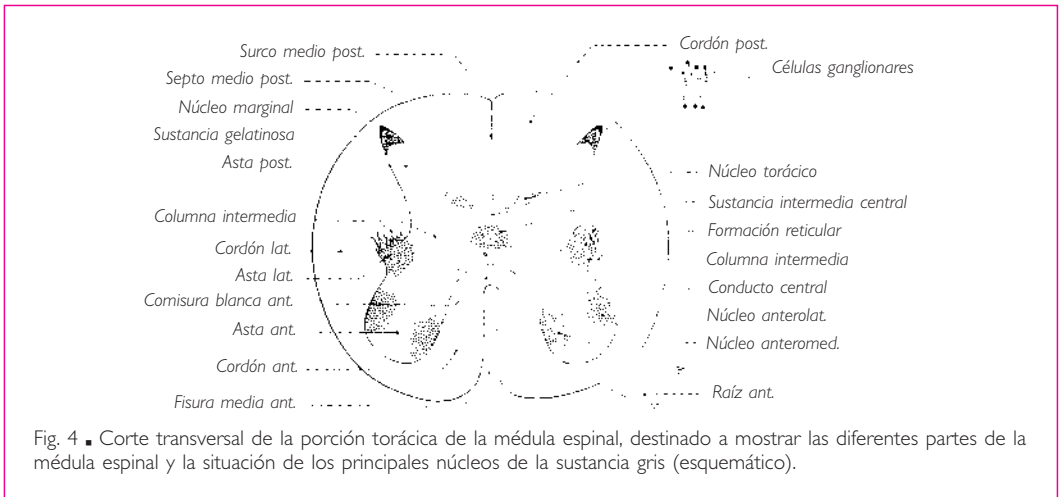 Surco medio post.
Septo medio post.
Núcleo marginal
Sustancia gelatinosa
Asta post.
Columna intermedia
Cordón lat.
Asta lat.
Comisura blanca ant.
Asta ant.
Cordón ant.
Fisura media ant.
Cordón post.
Células ganglionares
Núcleo torácico
Sustancia intermedia central
Formación reticular
Columna intermedia
Conducto central
Núcleo anterolat.
Núcleo anteromed.
Raíz ant.
Fig. 4 ▪ Corte transversal de la porción torácica de la médula espinal, destinado a mostrar las diferentes partes de la
médula espinal y la situación de los principales núcleos de la sustancia gris (esquemático).